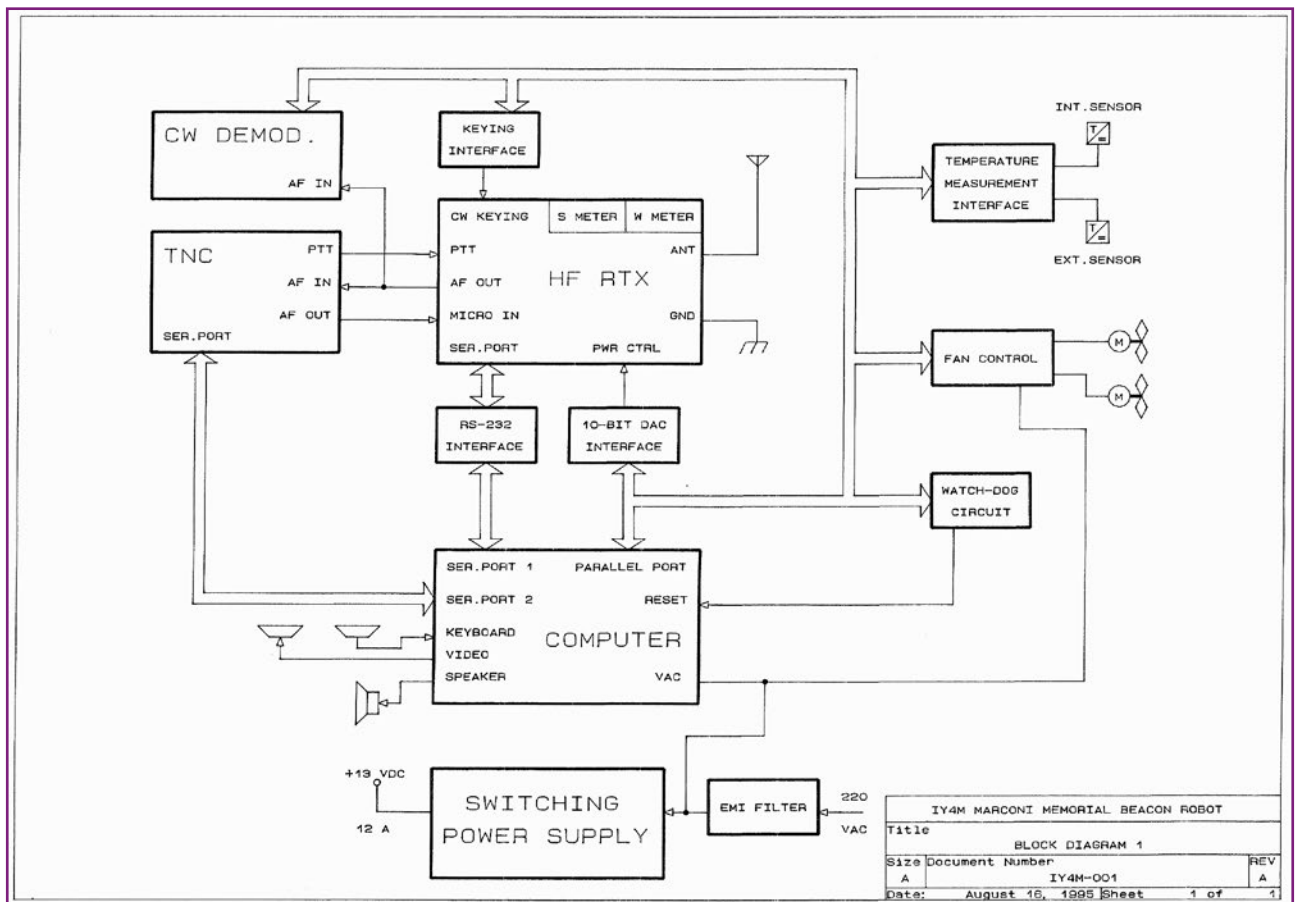 CW DEMOD.
AF IN
TNC
PTT
AF IN
AF OUT
SER.PORT
KEYING
INTERFACE
CW KEYING
S METER
W METER
PTT
ANT
HF RTX
AF OUT
MICRO IN
GND
SER.PORT
PWR CTRL
RS-232
INTERFACE
10-BIT DAC
INTERFACE
INT.SENSOR
T
=
TEMPERATURE
MEASUREMENT
INTERFACE
T
=
EXT.SENSOR
FAN CONTROL
M
M
WATCH-DOG
CIRCUIT
SER.PORT 1
PARALLEL PORT
SER.PORT 2
RESET
KEYBOARD
COMPUTER
VIDEO
SPEAKER
VAC
+13 VDC
12 A
SWITCHING
POWER SUPPLY
EMI FILTER
220
VAC
IY4M MARCONI MEMORIAL BEACON ROBOT
Title
BLOCK DIAGRAM 1
Size Document Number REV
A IY4M-001 A
Date: August 16, 1995 Sheet 1 of 1